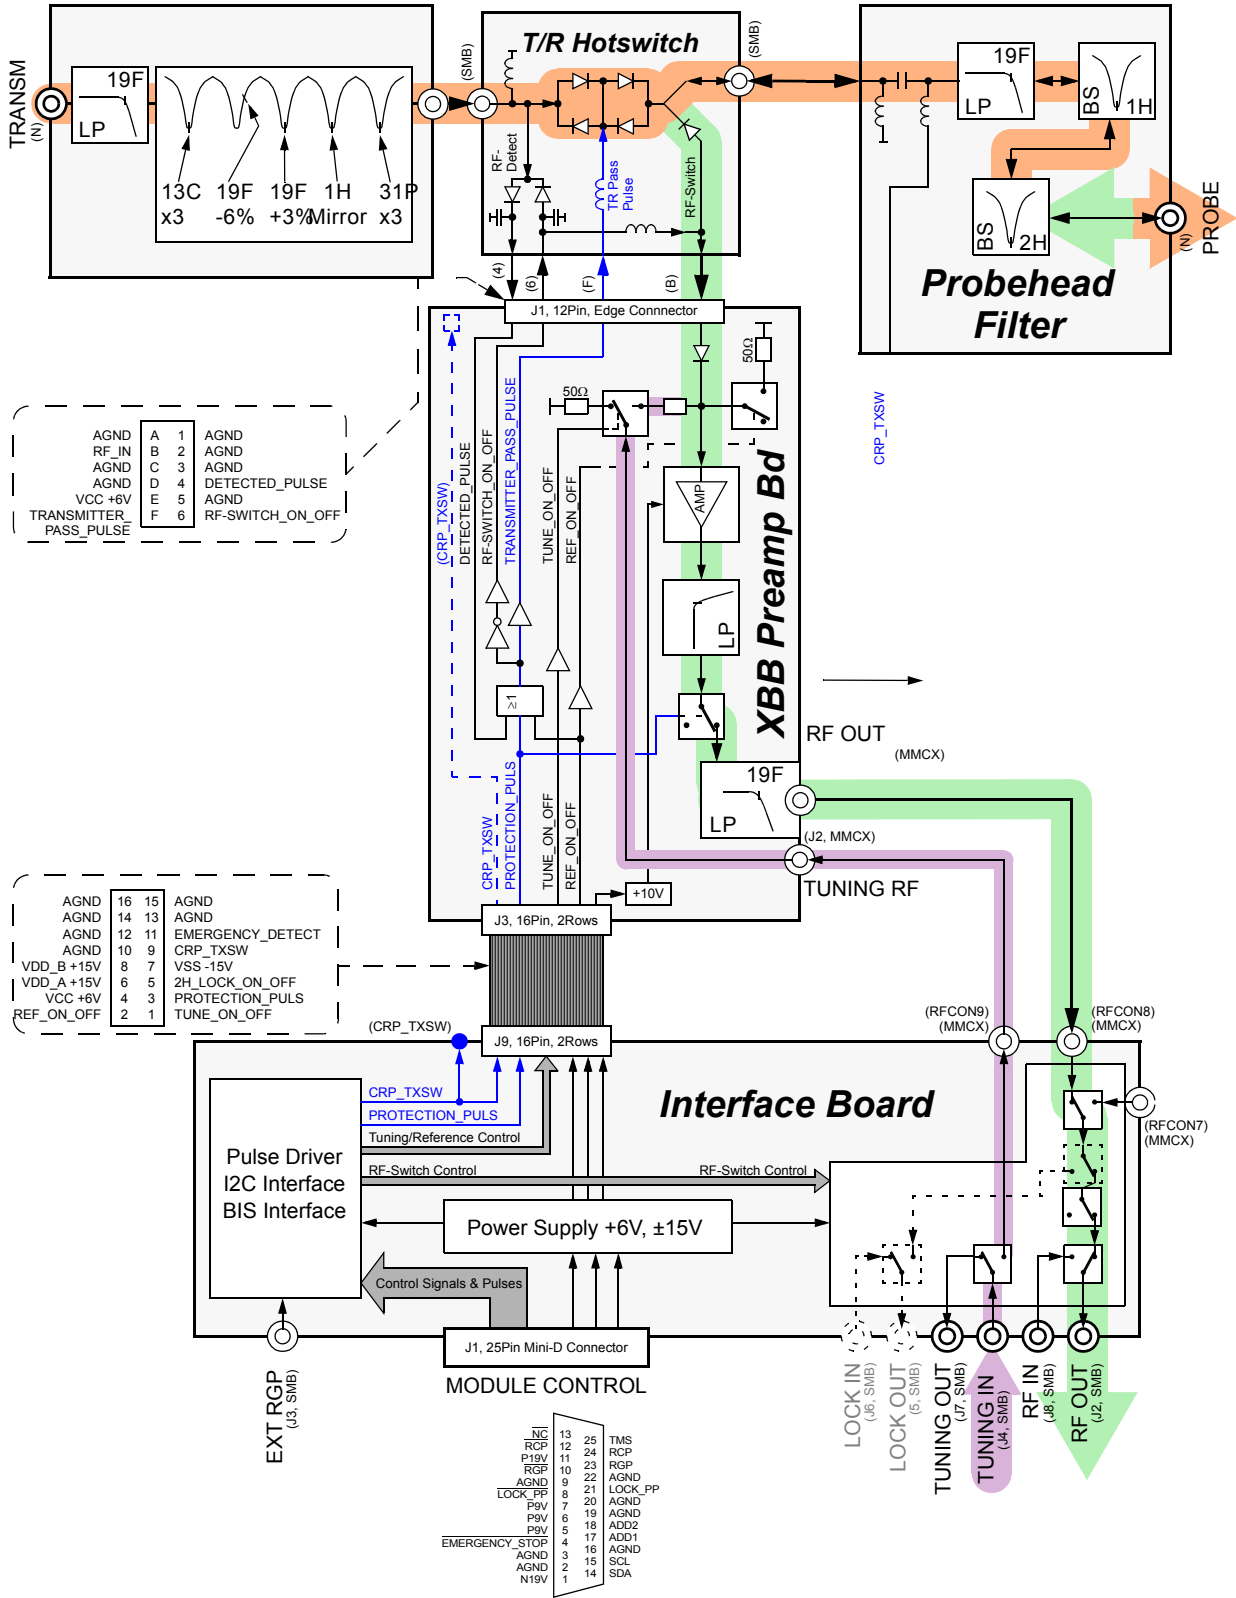 TRANSM
(N)
19F
LP
13C
x3
19F
-6%
19F
+3%
1H
Mirror
31P
x3
(SMB)
T/R Hotswitch
(SMB)
RF-
Detect
TR Pass
Pulse
RF-Switch
19F
LP
BS
1H
BS
2H
(N)
PROBE
Probehead
Filter
(4)
(6)
(F)
(B)
J1, 12Pin, Edge Connnector
50Ω
50Ω
CRP_TXSW
AGND A 1 AGND
RF_IN B 2 AGND
AGND C 3 AGND
AGND D 4 DETECTED_PULSE
VCC +6V E 5 AGND
TRANSMITTER_ F 6 RF-SWITCH_ON_OFF
PASS_PULSE
(CRP_TXSW)
DETECTED_PULSE
RF-SWITCH_ON_OFF
TRANSMITTER_PASS_PULSE
TUNE_ON_OFF
REF_ON_OFF
AMP
LP
XBB Preamp Bd
≥1
RF OUT
(MMCX)
19F
LP
CRP_TXSW
PROTECTION_PULS
TUNE_ON_OFF
REF_ON_OFF
+10V
(J2, MMCX)
TUNING RF
J3, 16Pin, 2Rows
AGND 16 15 AGND
AGND 14 13 AGND
AGND 12 11 EMERGENCY_DETECT
AGND 10 9 CRP_TXSW
VDD_B +15V 8 7 VSS -15V
VDD_A +15V 6 5 2H_LOCK_ON_OFF
VCC +6V 4 3 PROTECTION_PULS
REF_ON_OFF 2 1 TUNE_ON_OFF
(CRP_TXSW)
J9, 16Pin, 2Rows
(RFCON9)
(MMCX)
(RFCON8)
(MMCX)
(RFCON7)
(MMCX)
Interface Board
CRP_TXSW
PROTECTION_PULS
Tuning/Reference Control
RF-Switch Control
RF-Switch Control
Pulse Driver
I2C Interface
BIS Interface
Power Supply +6V, ±15V
Control Signals & Pulses
J1, 25Pin Mini-D Connector
MODULE CONTROL
EXT RGP
(J3, SMB)
LOCK IN
(J6, SMB)
LOCK OUT
(5, SMB)
TUNING OUT
(J7, SMB)
TUNING IN
(J4, SMB)
RF IN
(J8, SMB)
RF OUT
(J2, SMB)
NC 13
25 TMS
RCP 12
24 RCP
P19V 11
23 RGP
RGP 10
22 AGND
AGND 9
21 LOCK_PP
LOCK_PP 8
20 AGND
P9V 7
19 AGND
P9V 6
18 ADD2
P9V 5
17 ADD1
EMERGENCY_STOP 4
16 AGND
AGND 3
15 SCL
AGND 2
14 SDA
N19V 1